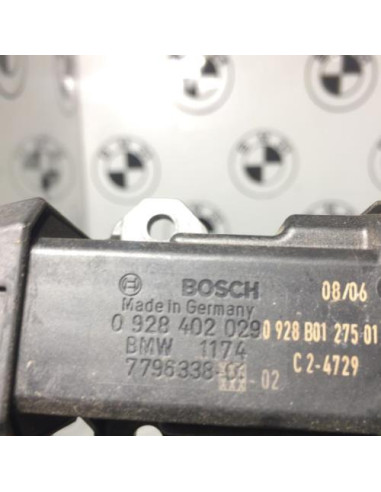 BOSCH 08/06
Made in Germany
0 928 402 029 0 928 B01 275 01
BMW 1174 C 2-4729
7796338- -02